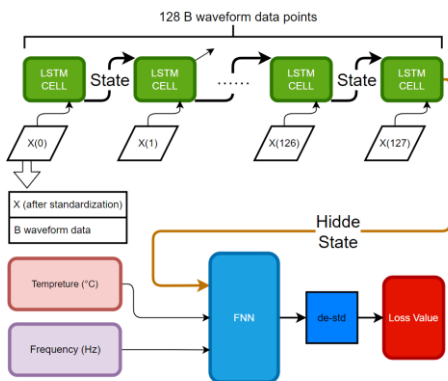 128 B waveform data points
LSTM
CELL
State
LSTM
CELL
......
LSTM
CELL
State
LSTM
CELL
X(0)
X(1)
X(126)
X(127)
X (after standardization)
B waveform data
Hidde
State
Tempreture (°C)
Frequency (Hz)
FNN
de-std
Loss Value